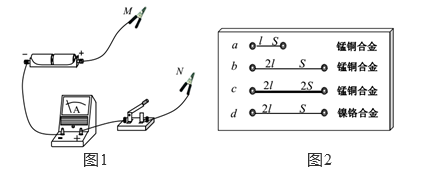 M
N
− +
A
− +
图1
a l S 锰铜合金
b 2l S 锰铜合金
c 2l 2S 锰铜合金
d 2l S 镍铬合金
图2